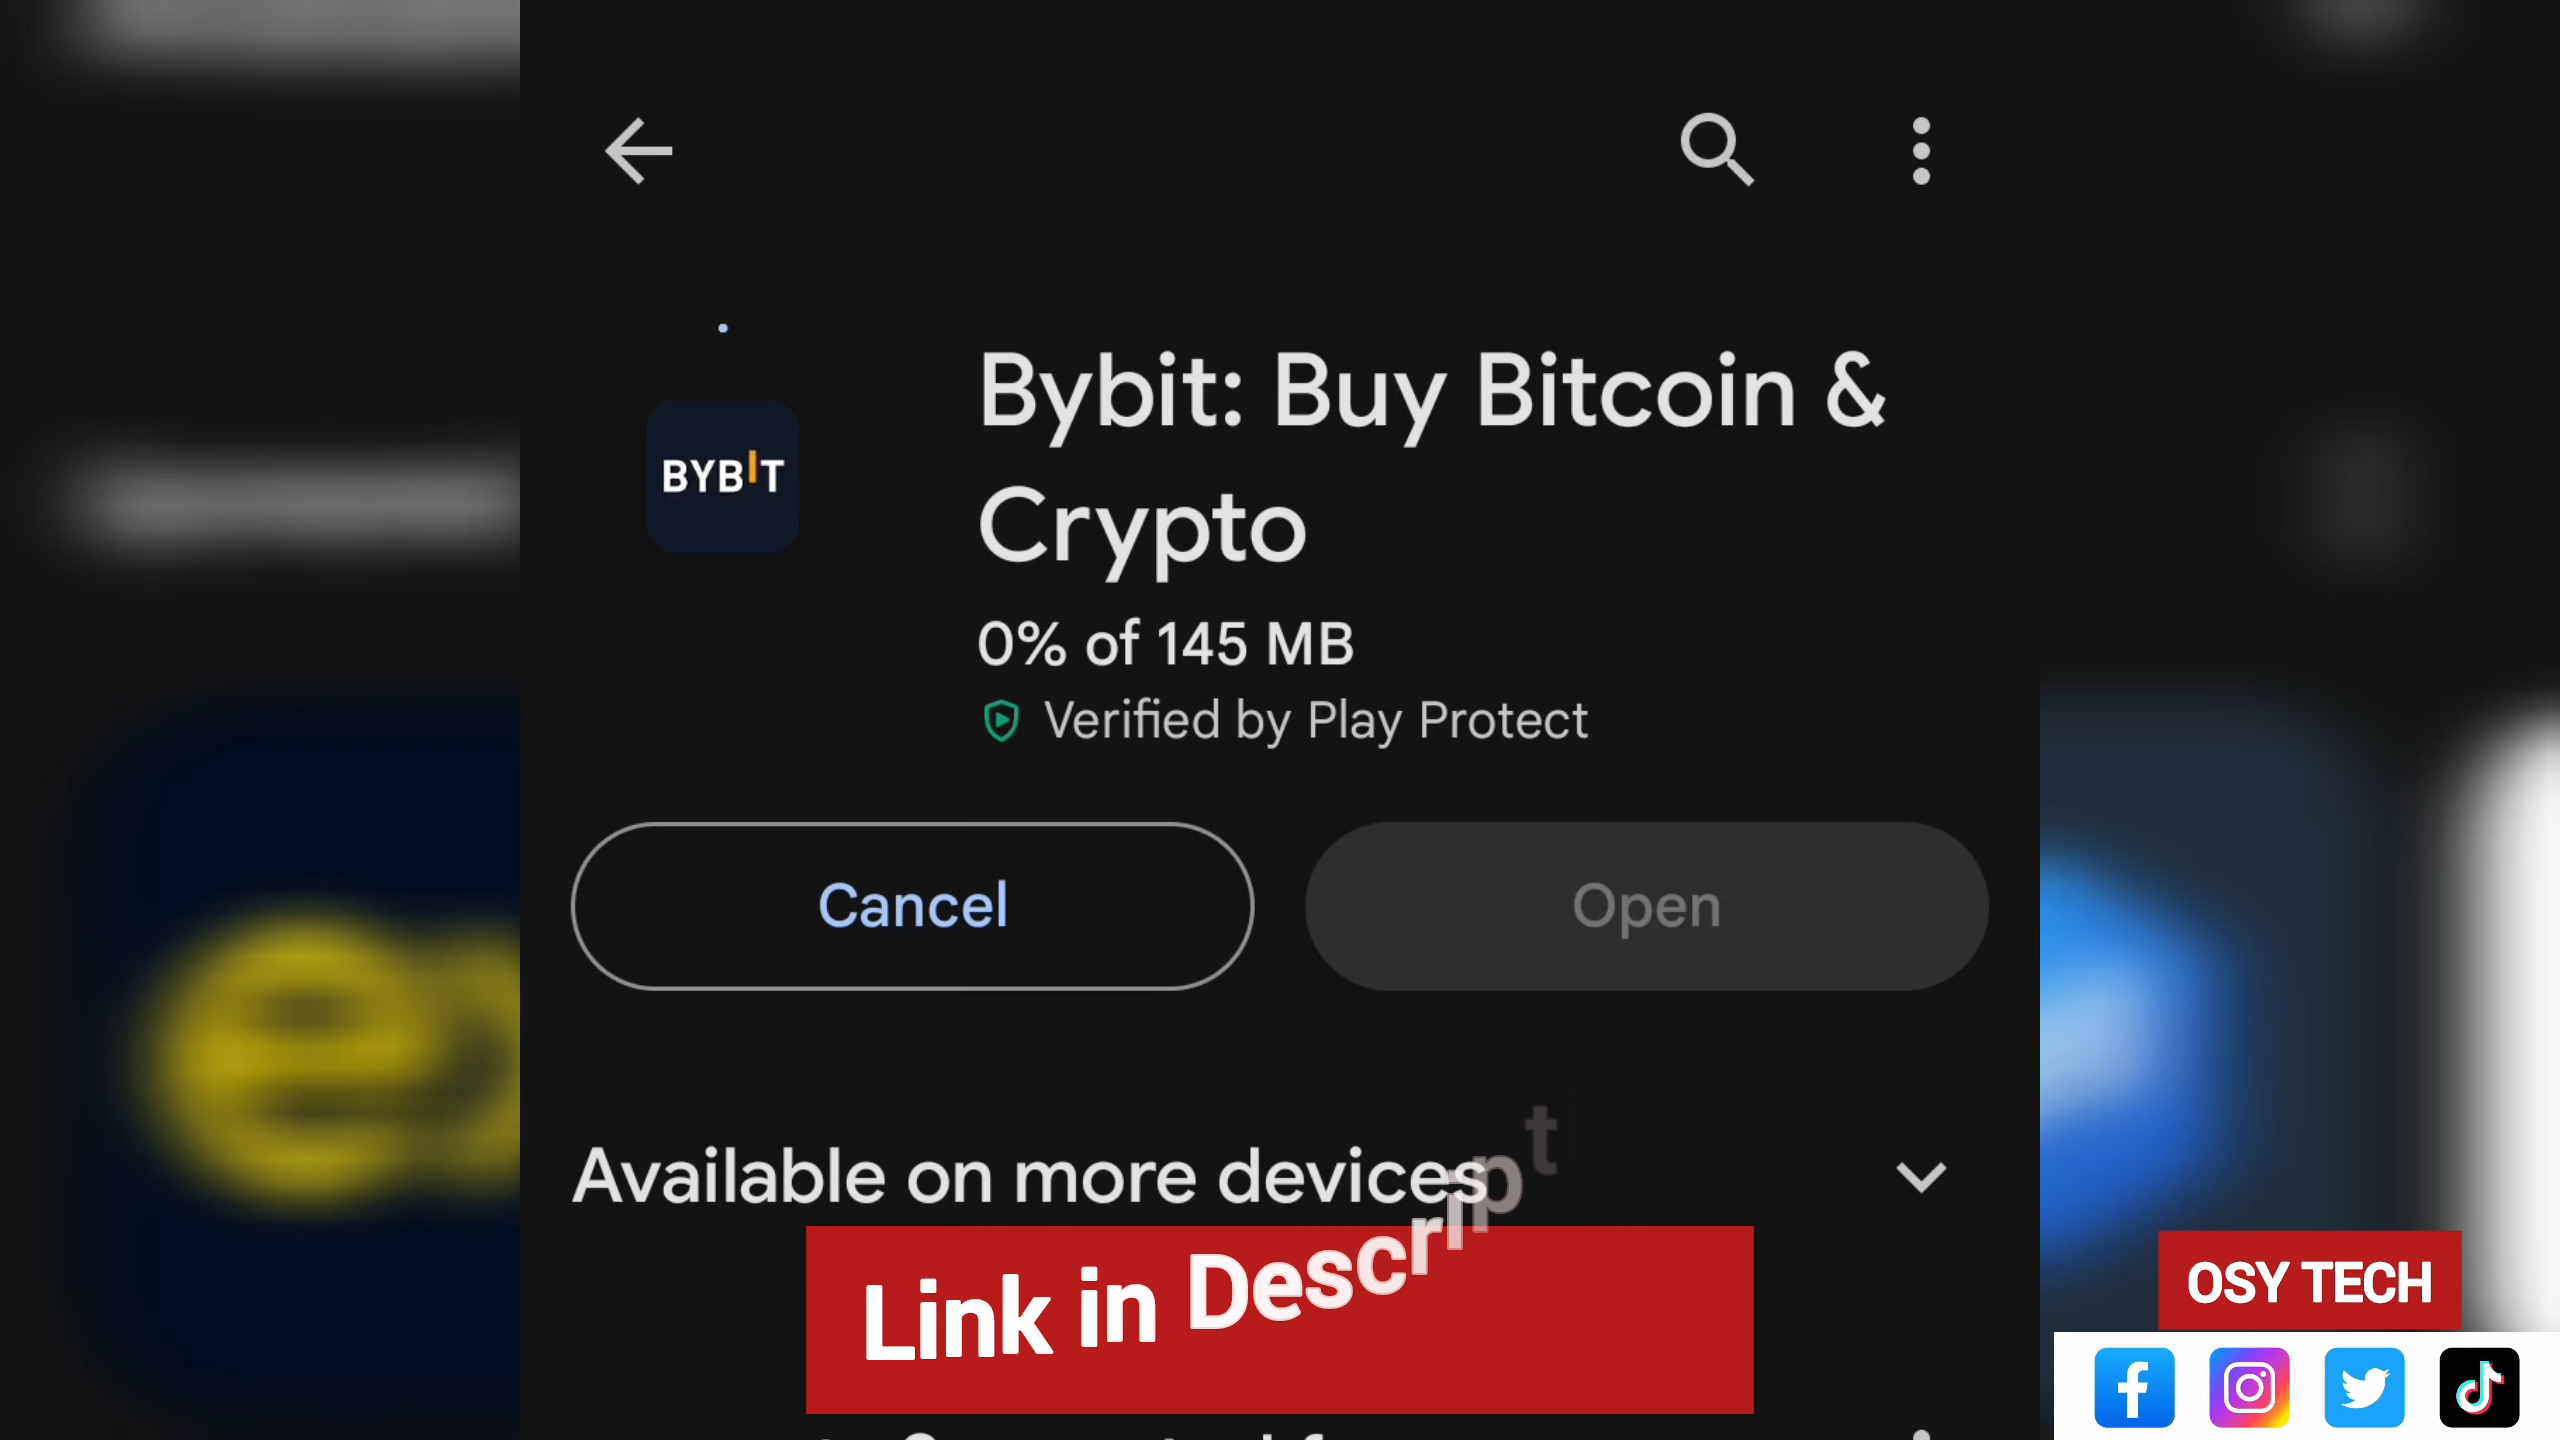 Bybit: Buy Bitcoin &
Crypto
BYBIT
0% of 145 MB
Verified by Play Protect
Cancel
Open
Available on more devices
Link in Descript
OSY TECH